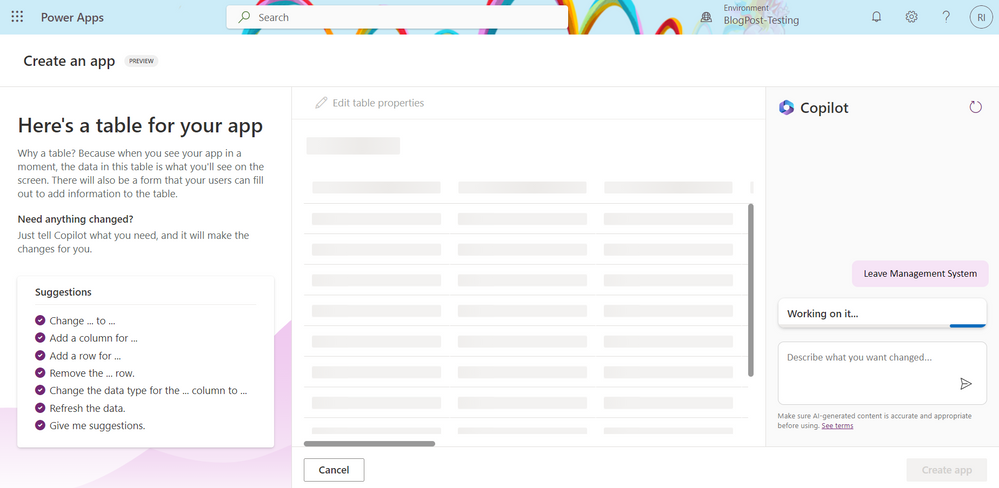 Power Apps
Search
Environment
BlogPost-Testing
?
RI
Create an app
PREVIEW
Here's a table for your app
Why a table? Because when you see your app in a
moment, the data in this table is what you'll see on the
screen. There will also be a form that your users can fill
out to add information to the table.
Need anything changed?
Just tell Copilot what you need, and it will make the
changes for you.
Suggestions
Change ... to ...
Add a column for ...
Add a row for ...
Remove the ... row.
Change the data type for the ... column to ...
Refresh the data.
Give me suggestions.
Edit table properties
Cancel
Copilot
Leave Management System
Working on it...
Describe what you want changed...
Make sure AI-generated content is accurate and appropriate
before using. See terms
Create app